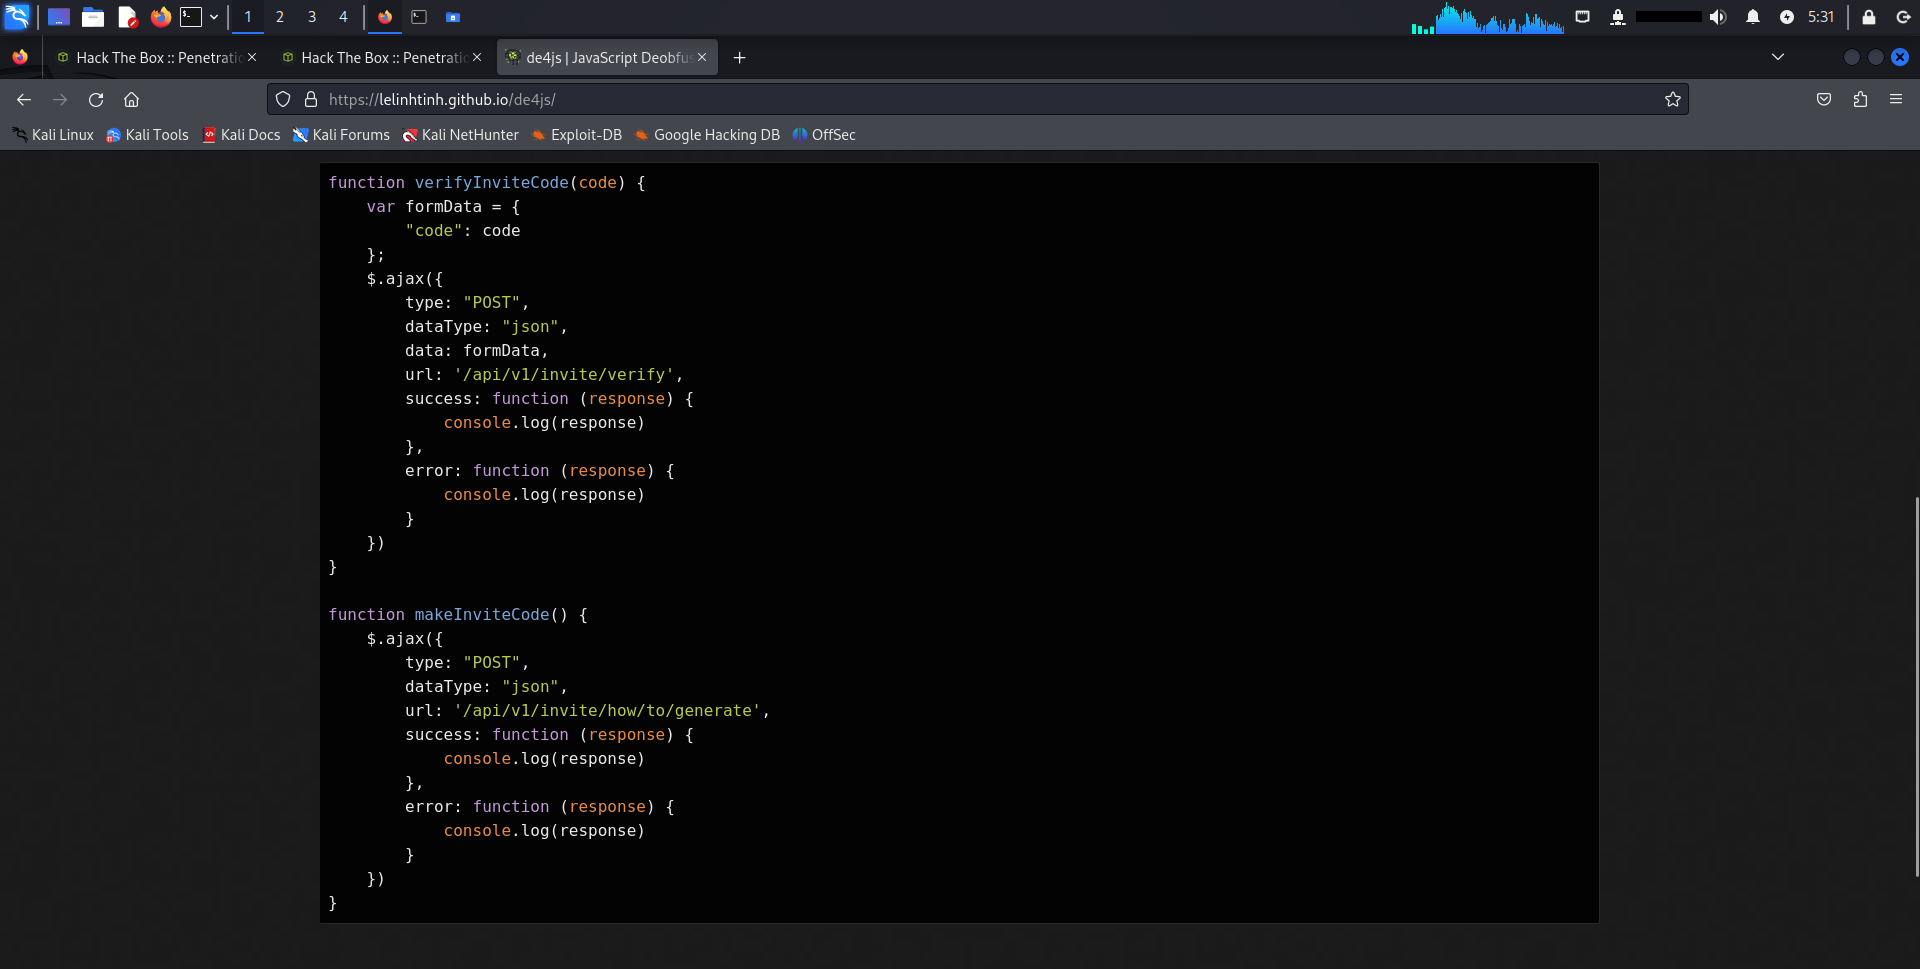 1 2 3 4 5:31
Hack The Box :: Penetratio Hack The Box :: Penetratio de4js | JavaScript Deobfus
https://lelinhtinh.github.io/de4js/
Kali Linux Kali Tools Kali Docs Kali Forums Kali NetHunter Exploit-DB Google Hacking DB OffSec
function verifyInviteCode(code) {
    var formData = {
        "code": code
    };
    $.ajax({
        type: "POST",
        dataType: "json",
        data: formData,
        url: '/api/v1/invite/verify',
        success: function (response) {
            console.log(response)
        },
        error: function (response) {
            console.log(response)
        }
    })
}
function makeInviteCode() {
    $.ajax({
        type: "POST",
        dataType: "json",
        url: '/api/v1/invite/how/to/generate',
        success: function (response) {
            console.log(response)
        },
        error: function (response) {
            console.log(response)
        }
    })
}